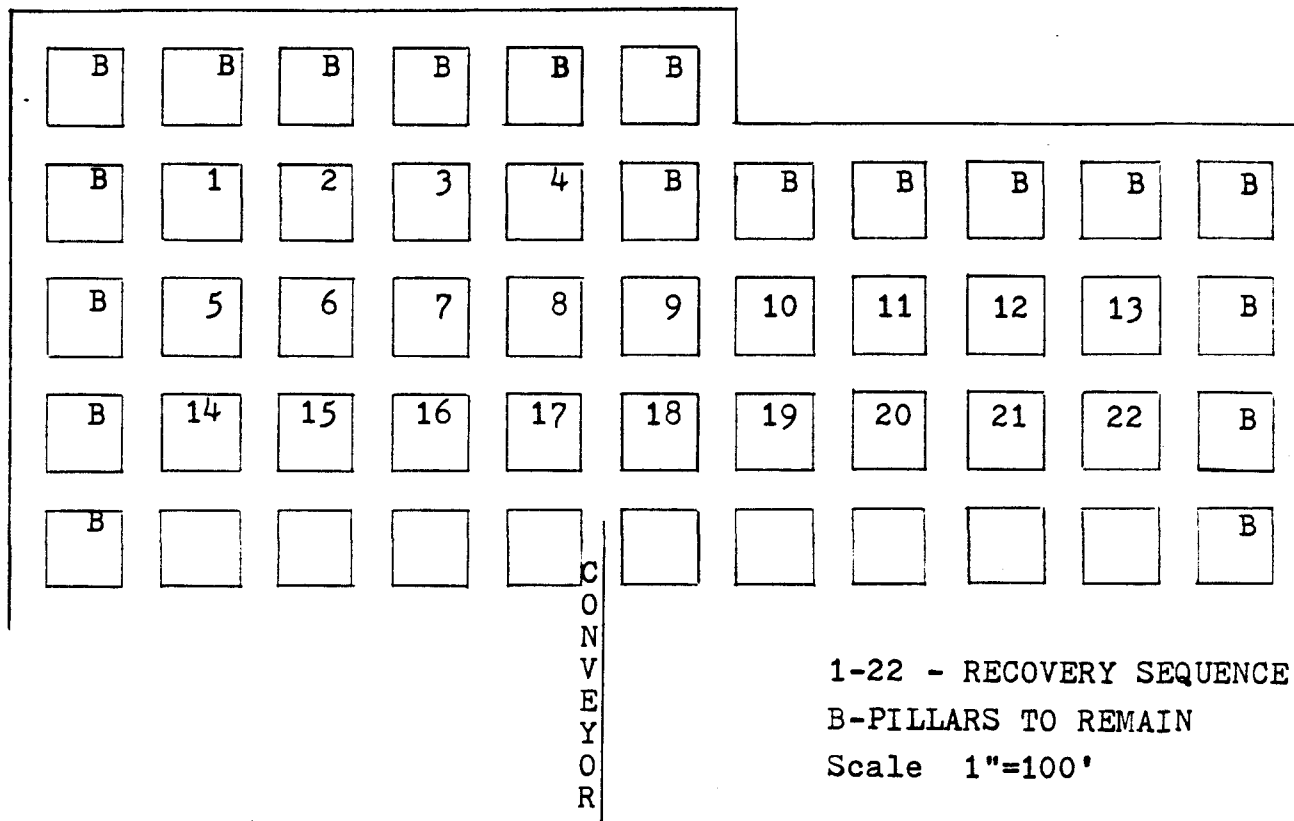 B B B B B B
B 1 2 3 4 B B B B B B
B 5 6 7 8 9 10 11 12 13 B
B 14 15 16 17 18 19 20 21 22 B
B B
CONVEYOR
1-22 - RECOVERY SEQUENCE
B-PILLARS TO REMAIN
Scale 1"=100'